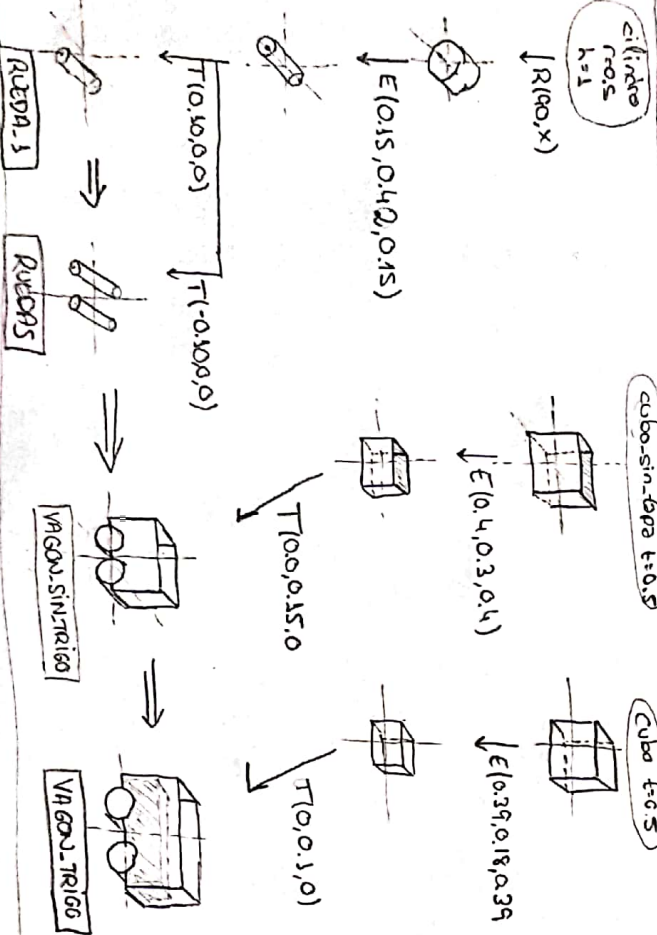 cilindro
r=0.5
h=1
R(90,x)
E(0.15,0.42,0.15)
T(0.10,0,0)
T(-0.10,0,0)
RUEDA_1
RUEDAS
cubo-sin-tapa t=0.5
E(0.4,0.3,0.4)
T(0.0,0.15,0
VAGON_SIN_TRIGO
Cubo t=0.5
E(0.39,0.18,0.39
T(0,0.1,0)
VAGON_TRIGO